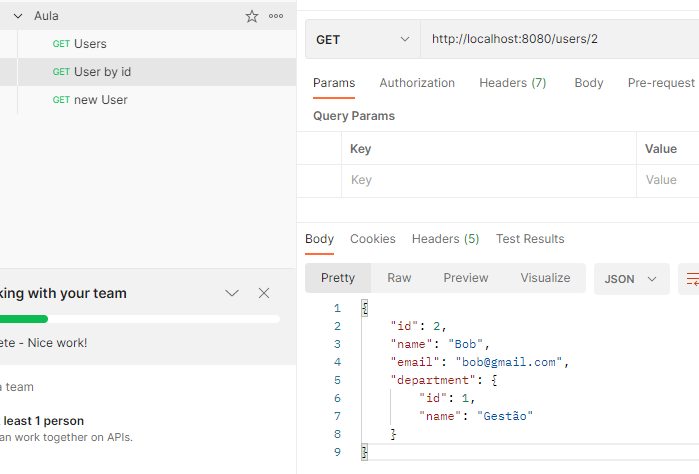 Aula
GET Users
GET User by id
GET new User
king with your team
ete - Nice work!
a team
least 1 person
an work together on APIs.
GET
http://localhost:8080/users/2
Params Authorization Headers (7) Body Pre-request
Query Params
Key Value
Key Value
Body Cookies Headers (5) Test Results
Pretty Raw Preview Visualize JSON
1 {
2 "id": 2,
3 "name": "Bob",
4 "email": "bob@gmail.com",
5 "department": {
6 "id": 1,
7 "name": "Gestão"
8 }
9 }